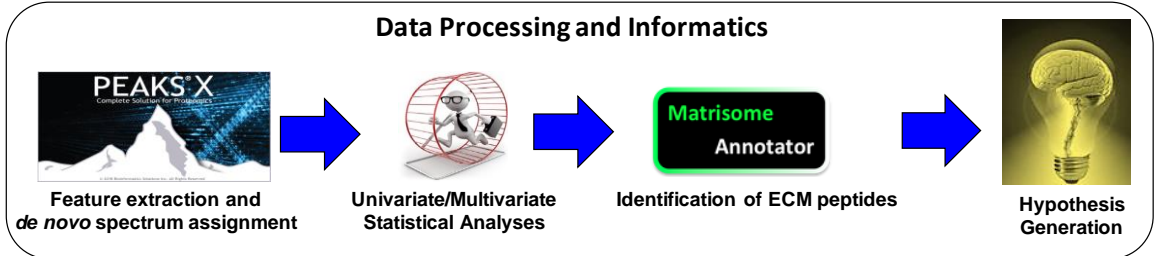 Data Processing and Informatics
PEAKS® X
Complete Solution for Proteomics
Feature extraction and
de novo spectrum assignment
Univariate/Multivariate
Statistical Analyses
Matrisome
Annotator
Identification of ECM peptides
Hypothesis
Generation